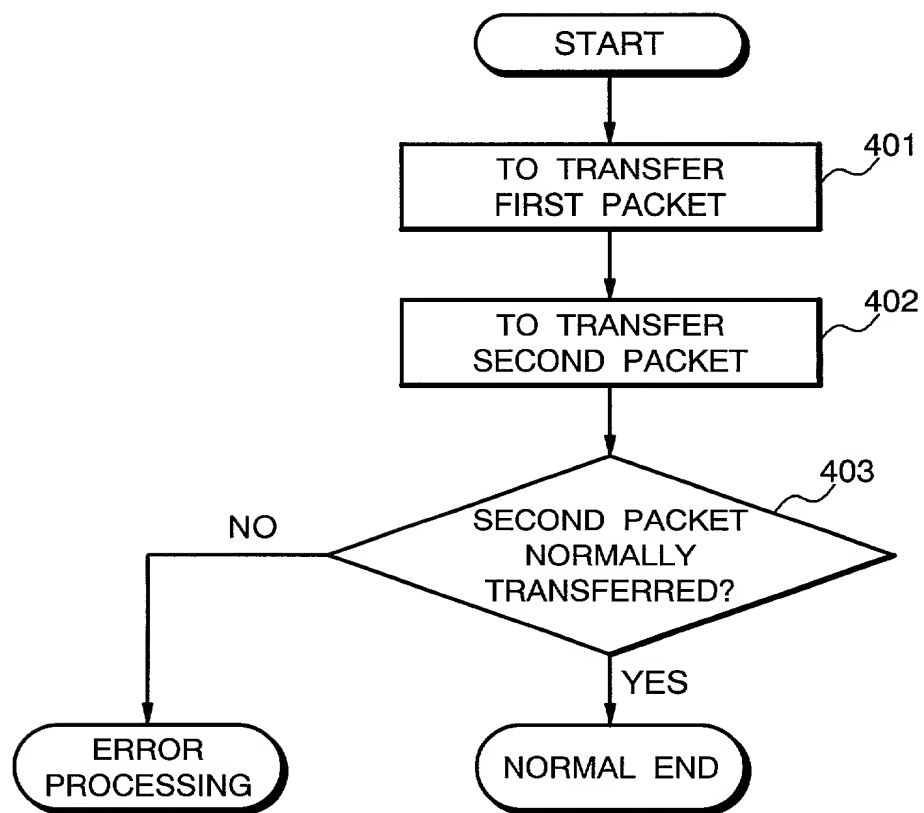 START
TO TRANSFER
FIRST PACKET
401
TO TRANSFER
SECOND PACKET
402
403
SECOND PACKET
NORMALLY
TRANSFERRED?
NO
YES
ERROR
PROCESSING
NORMAL END